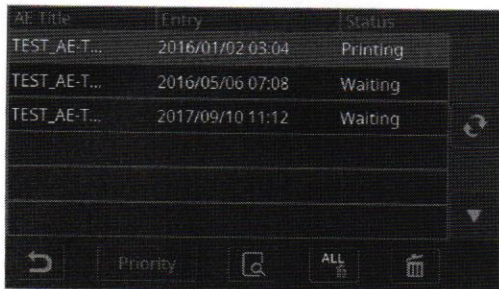 AE Title Entry Status
TEST_AE-T... 2016/01/02 03:04 Printing
TEST_AE-T... 2016/05/06 07:08 Waiting
TEST_AE-T... 2017/09/10 11:12 Waiting
Priority ALL